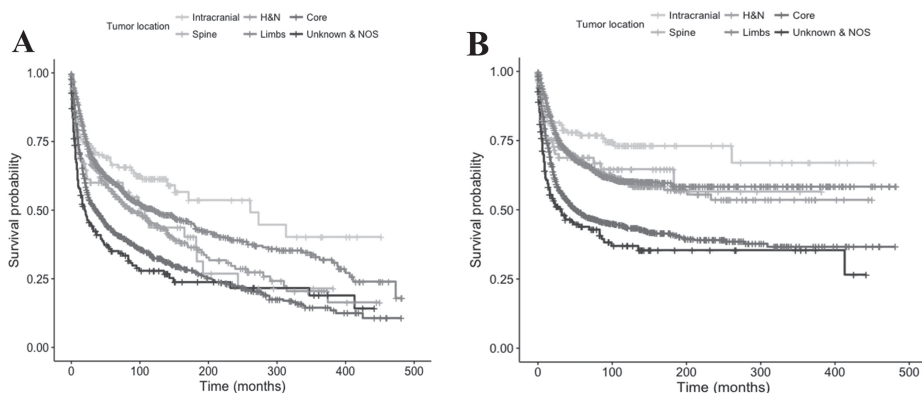 Tumor location
Intracranial
H&N
Core
Spine
Limbs
Unknown & NOS
A
1.00
0.75
0.50
0.25
0.00
Survival probability
0
100
200
300
400
500
Time (months)
Tumor location
Intracranial
H&N
Core
Spine
Limbs
Unknown & NOS
B
1.00
0.75
0.50
0.25
0.00
Survival probability
0
100
200
300
400
500
Time (months)